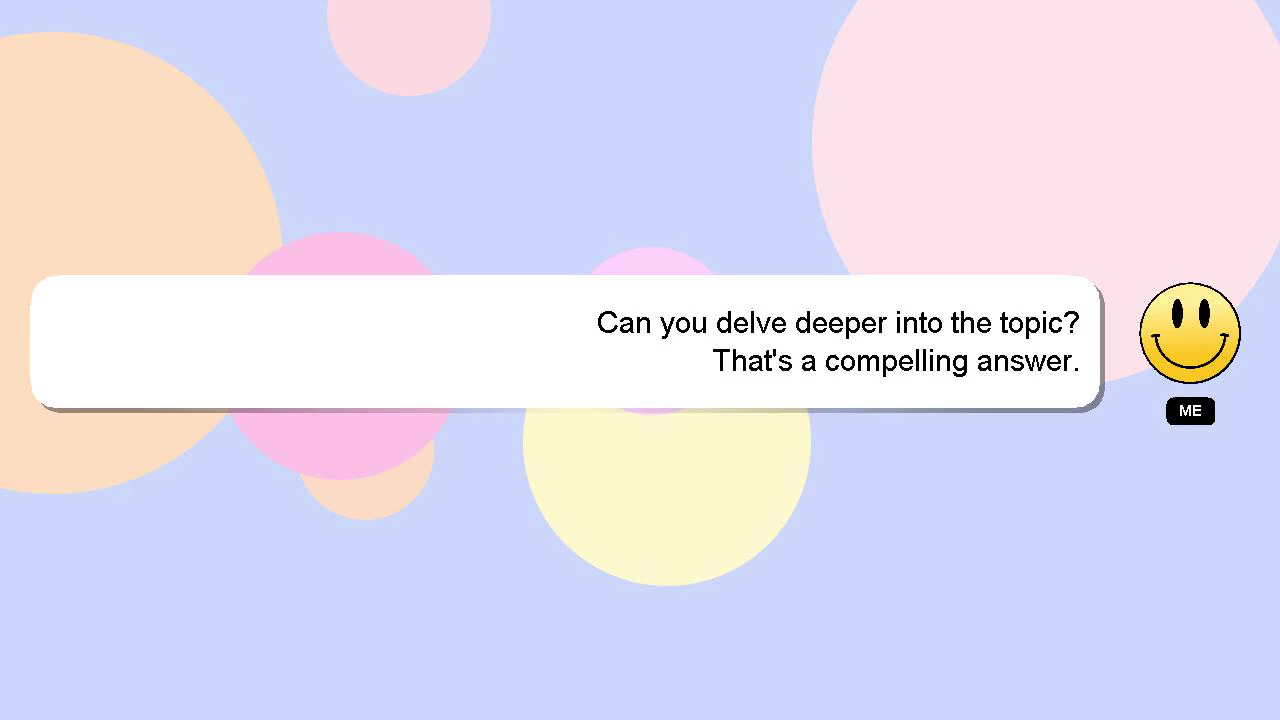 Can you delve deeper into the topic?
That's a compelling answer.
ME